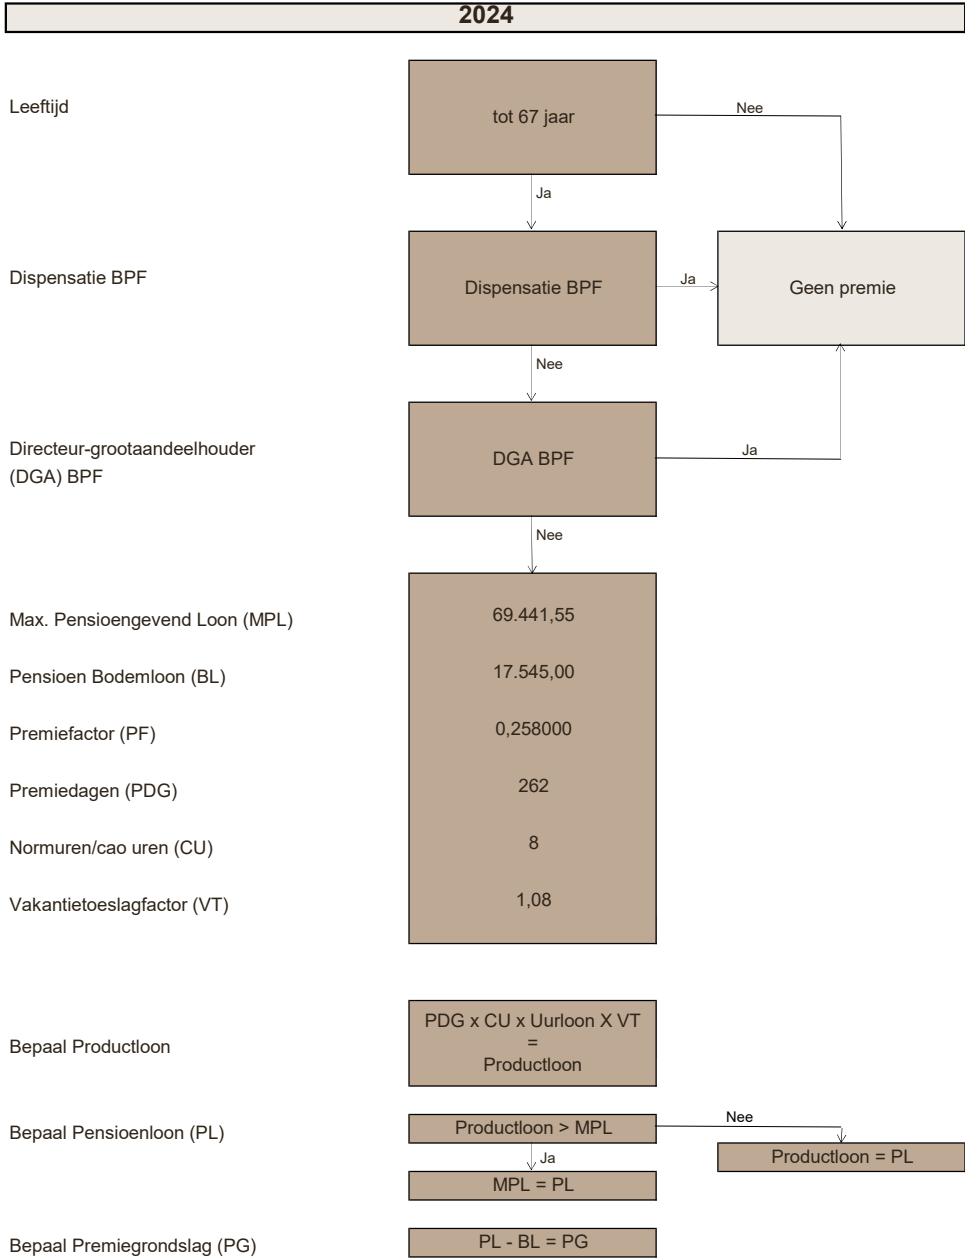 2024
Leeftijd
tot 67 jaar
Nee
Ja
Dispensatie BPF
Dispensatie BPF
Ja
Geen premie
Nee
Directeur-grootaandeelhouder
(DGA) BPF
DGA BPF
Ja
Nee
Max. Pensioengevend Loon (MPL)
69.441,55
Pensioen Bodemloon (BL)
17.545,00
Premiefactor (PF)
0,258000
Premiedagen (PDG)
262
Normuren/cao uren (CU)
8
Vakantietoeslagfactor (VT)
1,08
Bepaal Productloon
PDG x CU x Uurloon X VT
=
Productloon
Bepaal Pensioenloon (PL)
Productloon > MPL
Nee
Ja
Productloon = PL
MPL = PL
Bepaal Premiegrondslag (PG)
PL - BL = PG